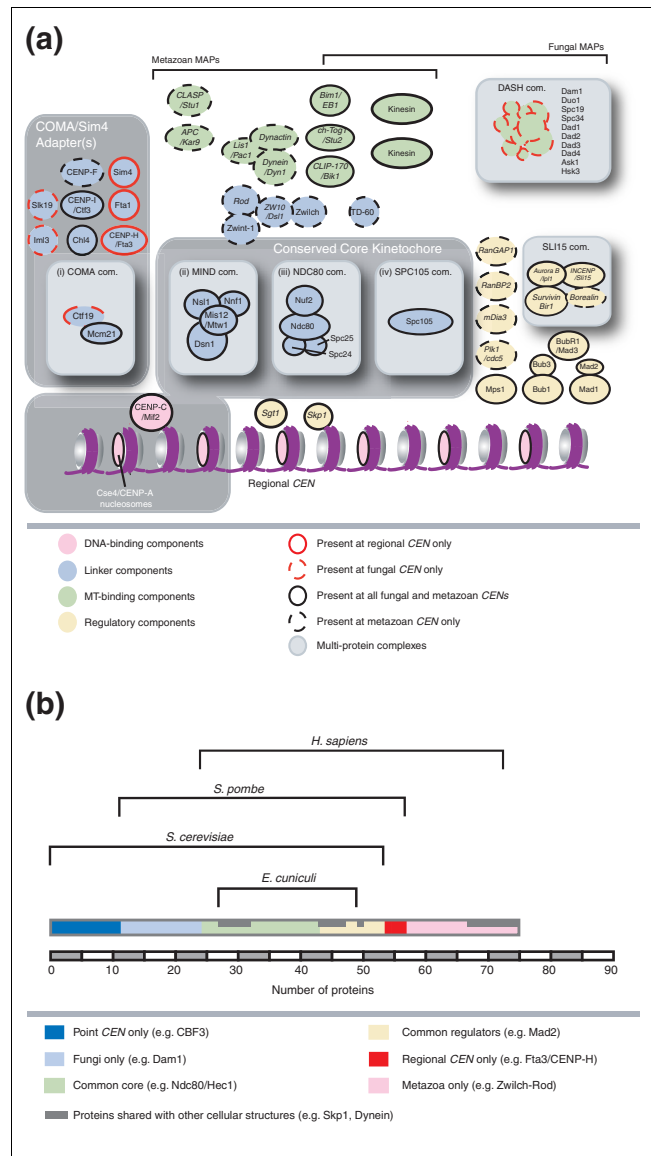 (a)
Metazoan MAPs
Fungal MAPs
CLASP
/Stu1
Bim1/
EB1
Kinesin
DASH com.
Dam1
Duo1
Spc19
Spc34
Dad1
Dad2
Dad3
Dad4
Ask1
Hsk3
COMA/Sim4
Adapter(s)
APC
/Kar9
Lis1
/Pac1
Dynactin
Dynein
/Dyn1
ch-Tog1
/Stu2
Kinesin
CLIP-170
/Bik1
CENP-F
Sim4
Slk19
CENP-I
/Ctf3
Fta1
Iml3
Chl4
CENP-H
/Fta3
Rod
ZW10
/Dsl1
Zwilch
TD-60
Zwint-1
Conserved Core Kinetochore
(i) COMA com.
Ctf19
Mcm21
(ii) MIND com.
Nsl1
Nnf1
Mis12
/Mtw1
Dsn1
(iii) NDC80 com.
Nuf2
Ndc80
Spc25
Spc24
(iv) SPC105 com.
Spc105
RanGAP1
RanBP2
mDia3
Plk1
/cdc5
Mps1
SLI15 com.
Aurora B
/Ipl1
INCENP
/Sli15
Survivin
Bir1
Borealin
BubR1
/Mad3
Bub3
Mad2
Bub1
Mad1
CENP-C
/Mif2
Sgt1
Skp1
Cse4/CENP-A
nucleosomes
Regional CEN
DNA-binding components
Linker components
MT-binding components
Regulatory components
Present at regional CEN only
Present at fungal CEN only
Present at all fungal and metazoan CENs
Present at metazoan CEN only
Multi-protein complexes
(b)
H. sapiens
S. pombe
S. cerevisiae
E. cuniculi
0 10 20 30 40 50 60 70 80 90
Number of proteins
Point CEN only (e.g. CBF3)
Fungi only (e.g. Dam1)
Common core (e.g. Ndc80/Hec1)
Common regulators (e.g. Mad2)
Regional CEN only (e.g. Fta3/CENP-H)
Metazoa only (e.g. Zwilch-Rod)
Proteins shared with other cellular structures (e.g. Skp1, Dynein)